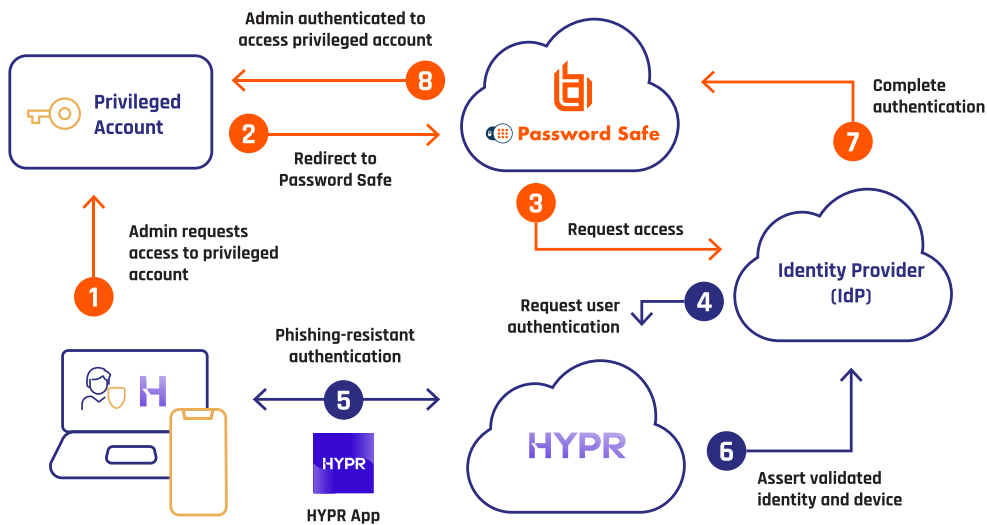 Admin authenticated to
access privileged account
8
Privileged
Account
2
Redirect to
Password Safe
Password Safe
Complete
authentication
7
3
Request access
Admin requests
access to privileged
account
1
Identity Provider
(IdP)
4
Request user
authentication
Phishing-resistant
authentication
5
H
HYPR
HYPR App
HYPR
6
Assert validated
identity and device